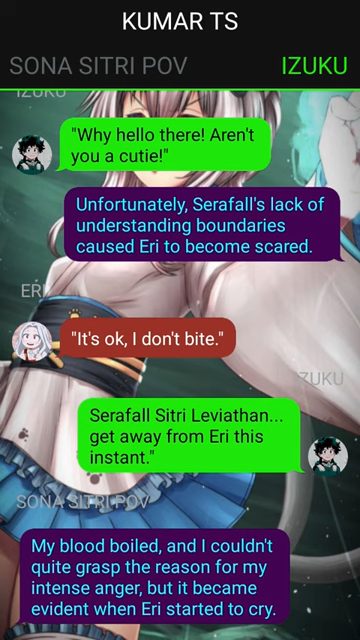 KUMAR TS
SONA SITRI POV
IZUKU
IZUKU
"Why hello there! Aren't
you a cutie!"
Unfortunately, Serafall's lack of
understanding boundaries
caused Eri to become scared.
ERI
"It's ok, I don't bite."
IZUKU
Serafall Sitri Leviathan...
get away from Eri this
instant."
SONA SITRI POV
My blood boiled, and I couldn't
quite grasp the reason for my
intense anger, but it became
evident when Eri started to cry.